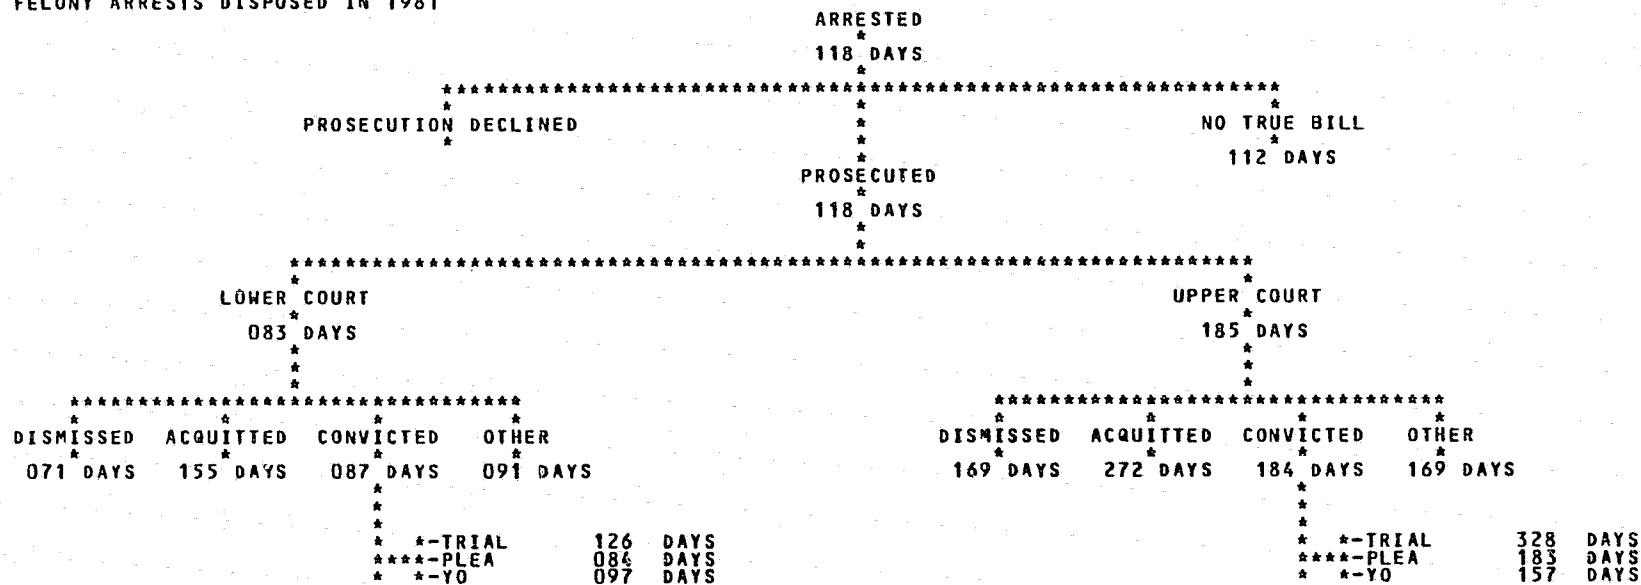 FELONY ARRESTS DISPOSED IN 1981
ARRESTED
118 DAYS
PROSECUTION DECLINED NO TRUE BILL
112 DAYS
PROSECUTED
118 DAYS
LOWER COURT UPPER COURT
083 DAYS 185 DAYS
DISMISSED ACQUITTED CONVICTED OTHER DISMISSED ACQUITTED CONVICTED OTHER
071 DAYS 155 DAYS 087 DAYS 091 DAYS 169 DAYS 272 DAYS 184 DAYS 169 DAYS
*-TRIAL 126 DAYS *-TRIAL 328 DAYS
****-PLEA 084 DAYS ****-PLEA 183 DAYS
*-YO 097 DAYS *-YO 157 DAYS